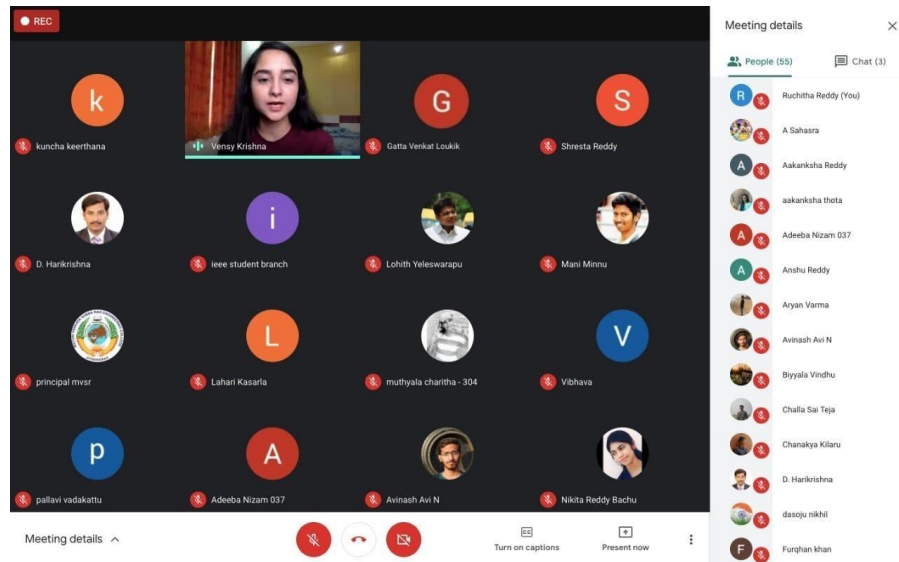 REC
k
kuncha keerthana
Vensy Krishna
G
Gatta Venkat Loukik
S
Shresta Reddy
D. Harikrishna
i
ieee student branch
Lohith Yeleswarapu
Mani Minnu
principal mvsr
L
Lahari Kasarla
muthyala charitha - 304
V
Vibhava
p
pallavi vadakattu
A
Adeeba Nizam 037
Avinash Avi N
Nikita Reddy Bachu
Meeting details
CC
Turn on captions
Present now
Meeting details
People (55)
Chat (3)
R
Ruchitha Reddy (You)
A Sahasra
A
Aakanksha Reddy
aakanksha thota
A
Adeeba Nizam 037
A
Anshu Reddy
Aryan Varma
Avinash Avi N
Biyyala Vindhu
Challa Sai Teja
Chanakya Kilaru
D. Harikrishna
dasoju nikhil
F
Furqhan khan